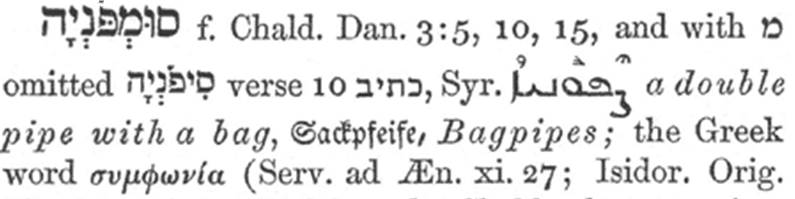 סוּמְפֹּנְיָה f. Chald. Dan. 3:5, 10, 15, and with מ
omitted סִיפֹנְיָה verse 10 כתיב, Syr. ܨܦܘܢܝܐ a double
pipe with a bag, Sackpfeife, Bagpipes; the Greek
word συμφωνία (Serv. ad Æn. xi. 27; Isidor. Orig.